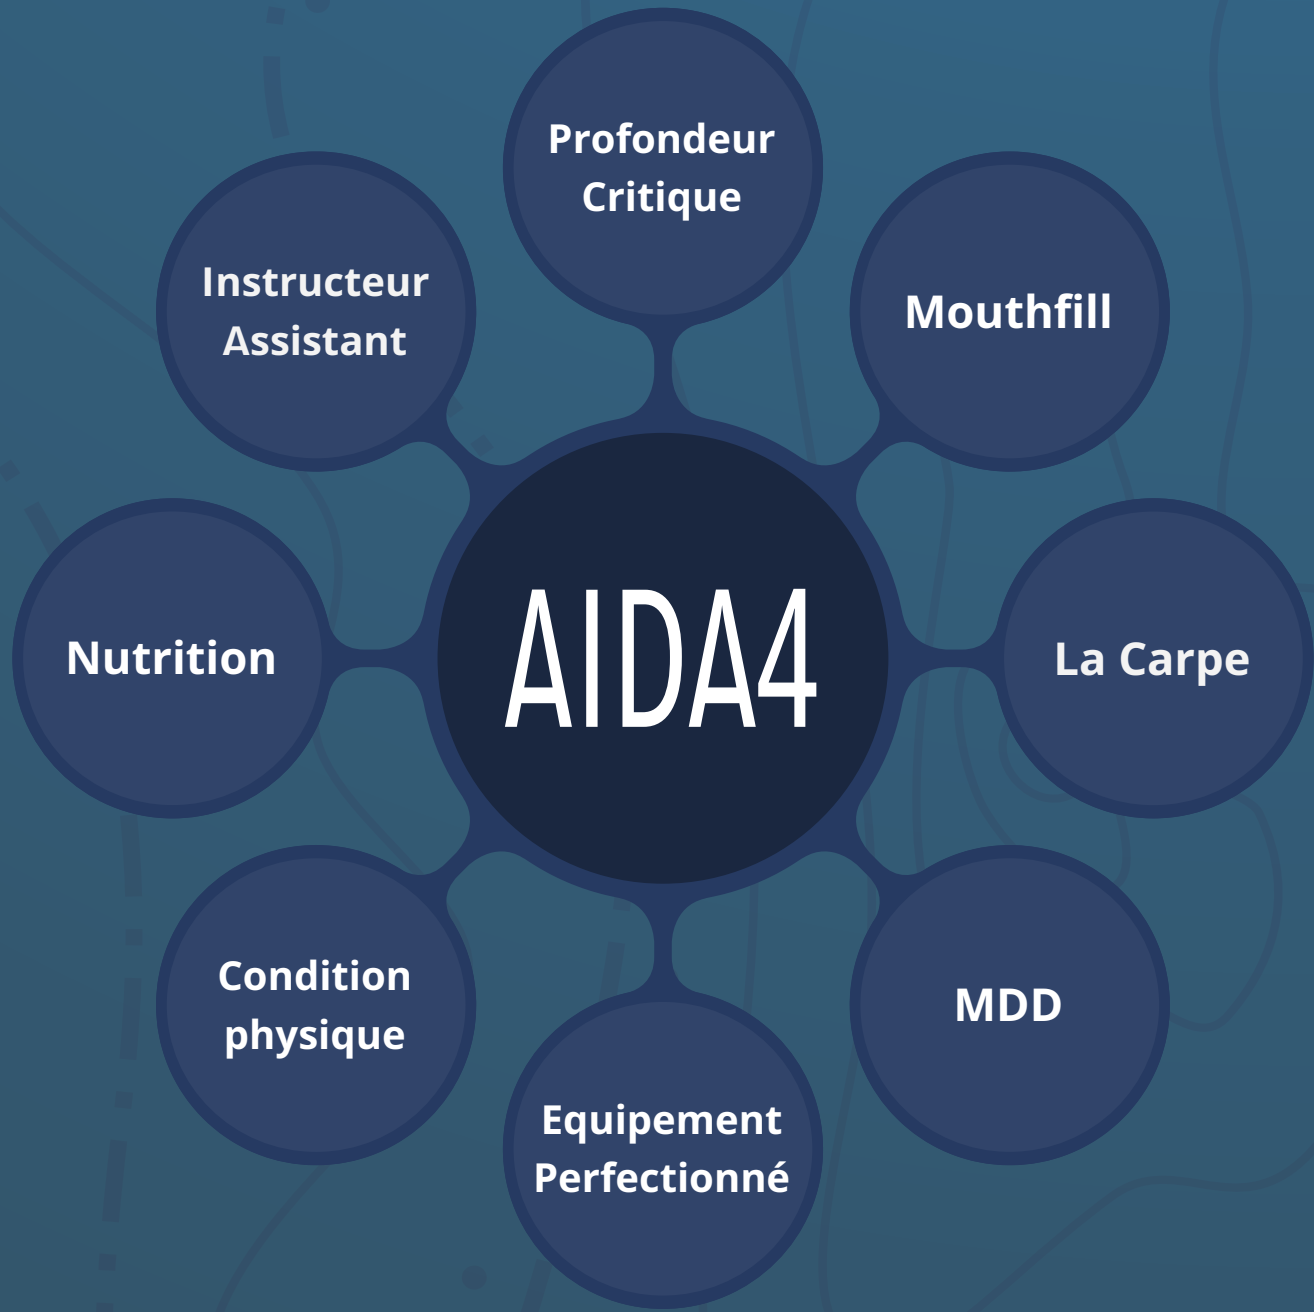 Profondeur
Critique
Instructeur
Assistant
Mouthfill
AIDA4
Nutrition
La Carpe
Condition
physique
MDD
Equipement
Perfectionné